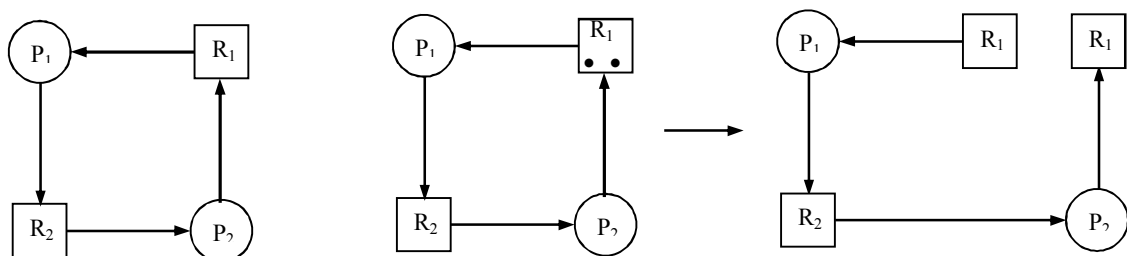 P₁ R₁
R₂ P₂
P₁ R₁
R₂ P₂
P₁ R₁ R₁
R₂ P₂